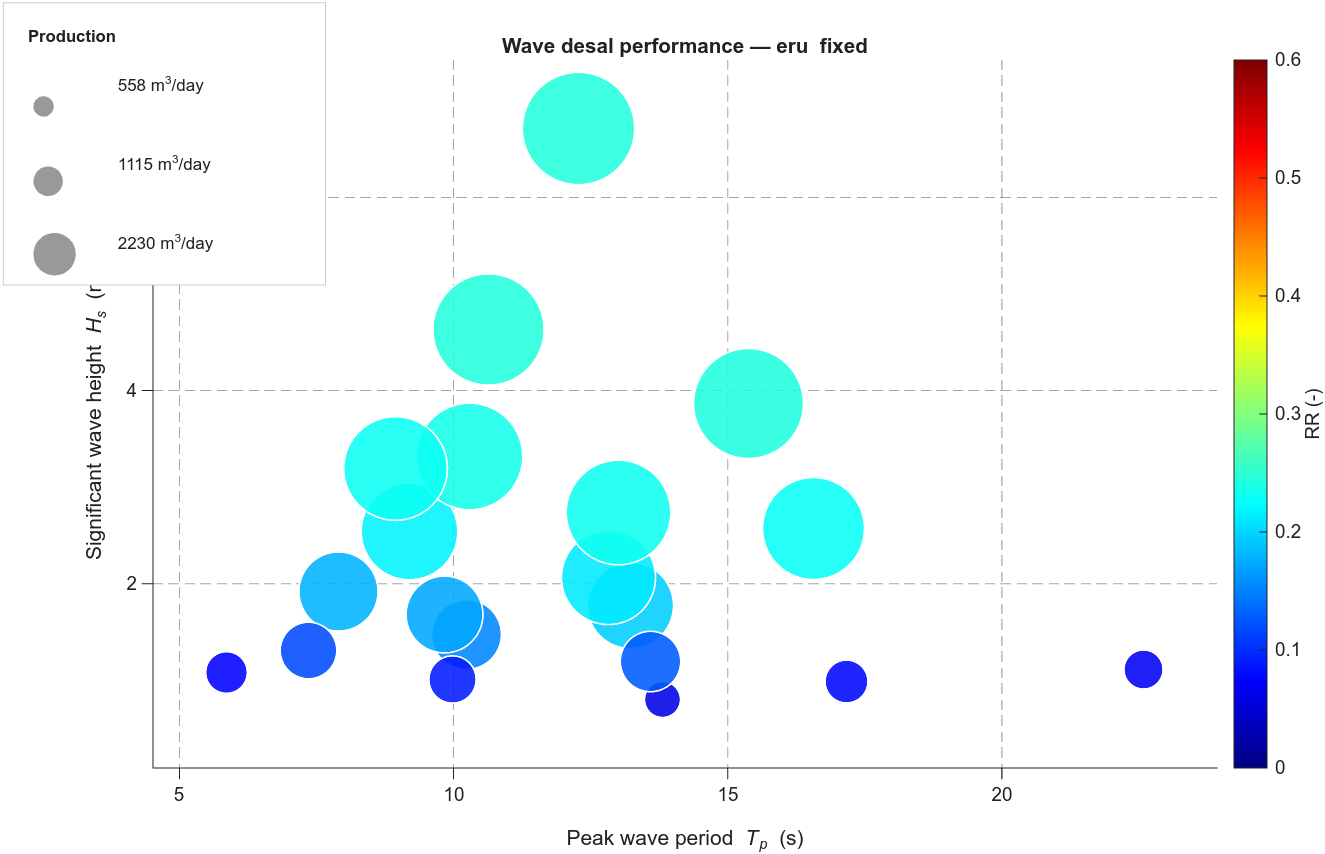 Production
558 m³/day
1115 m³/day
2230 m³/day
Wave desal performance — eru  fixed
Significant wave height  Hₛ  (
4
2
5
10
15
20
Peak wave period  Tₚ  (s)
0.6
0.5
0.4
0.3
0.2
0.1
0
RR (-)